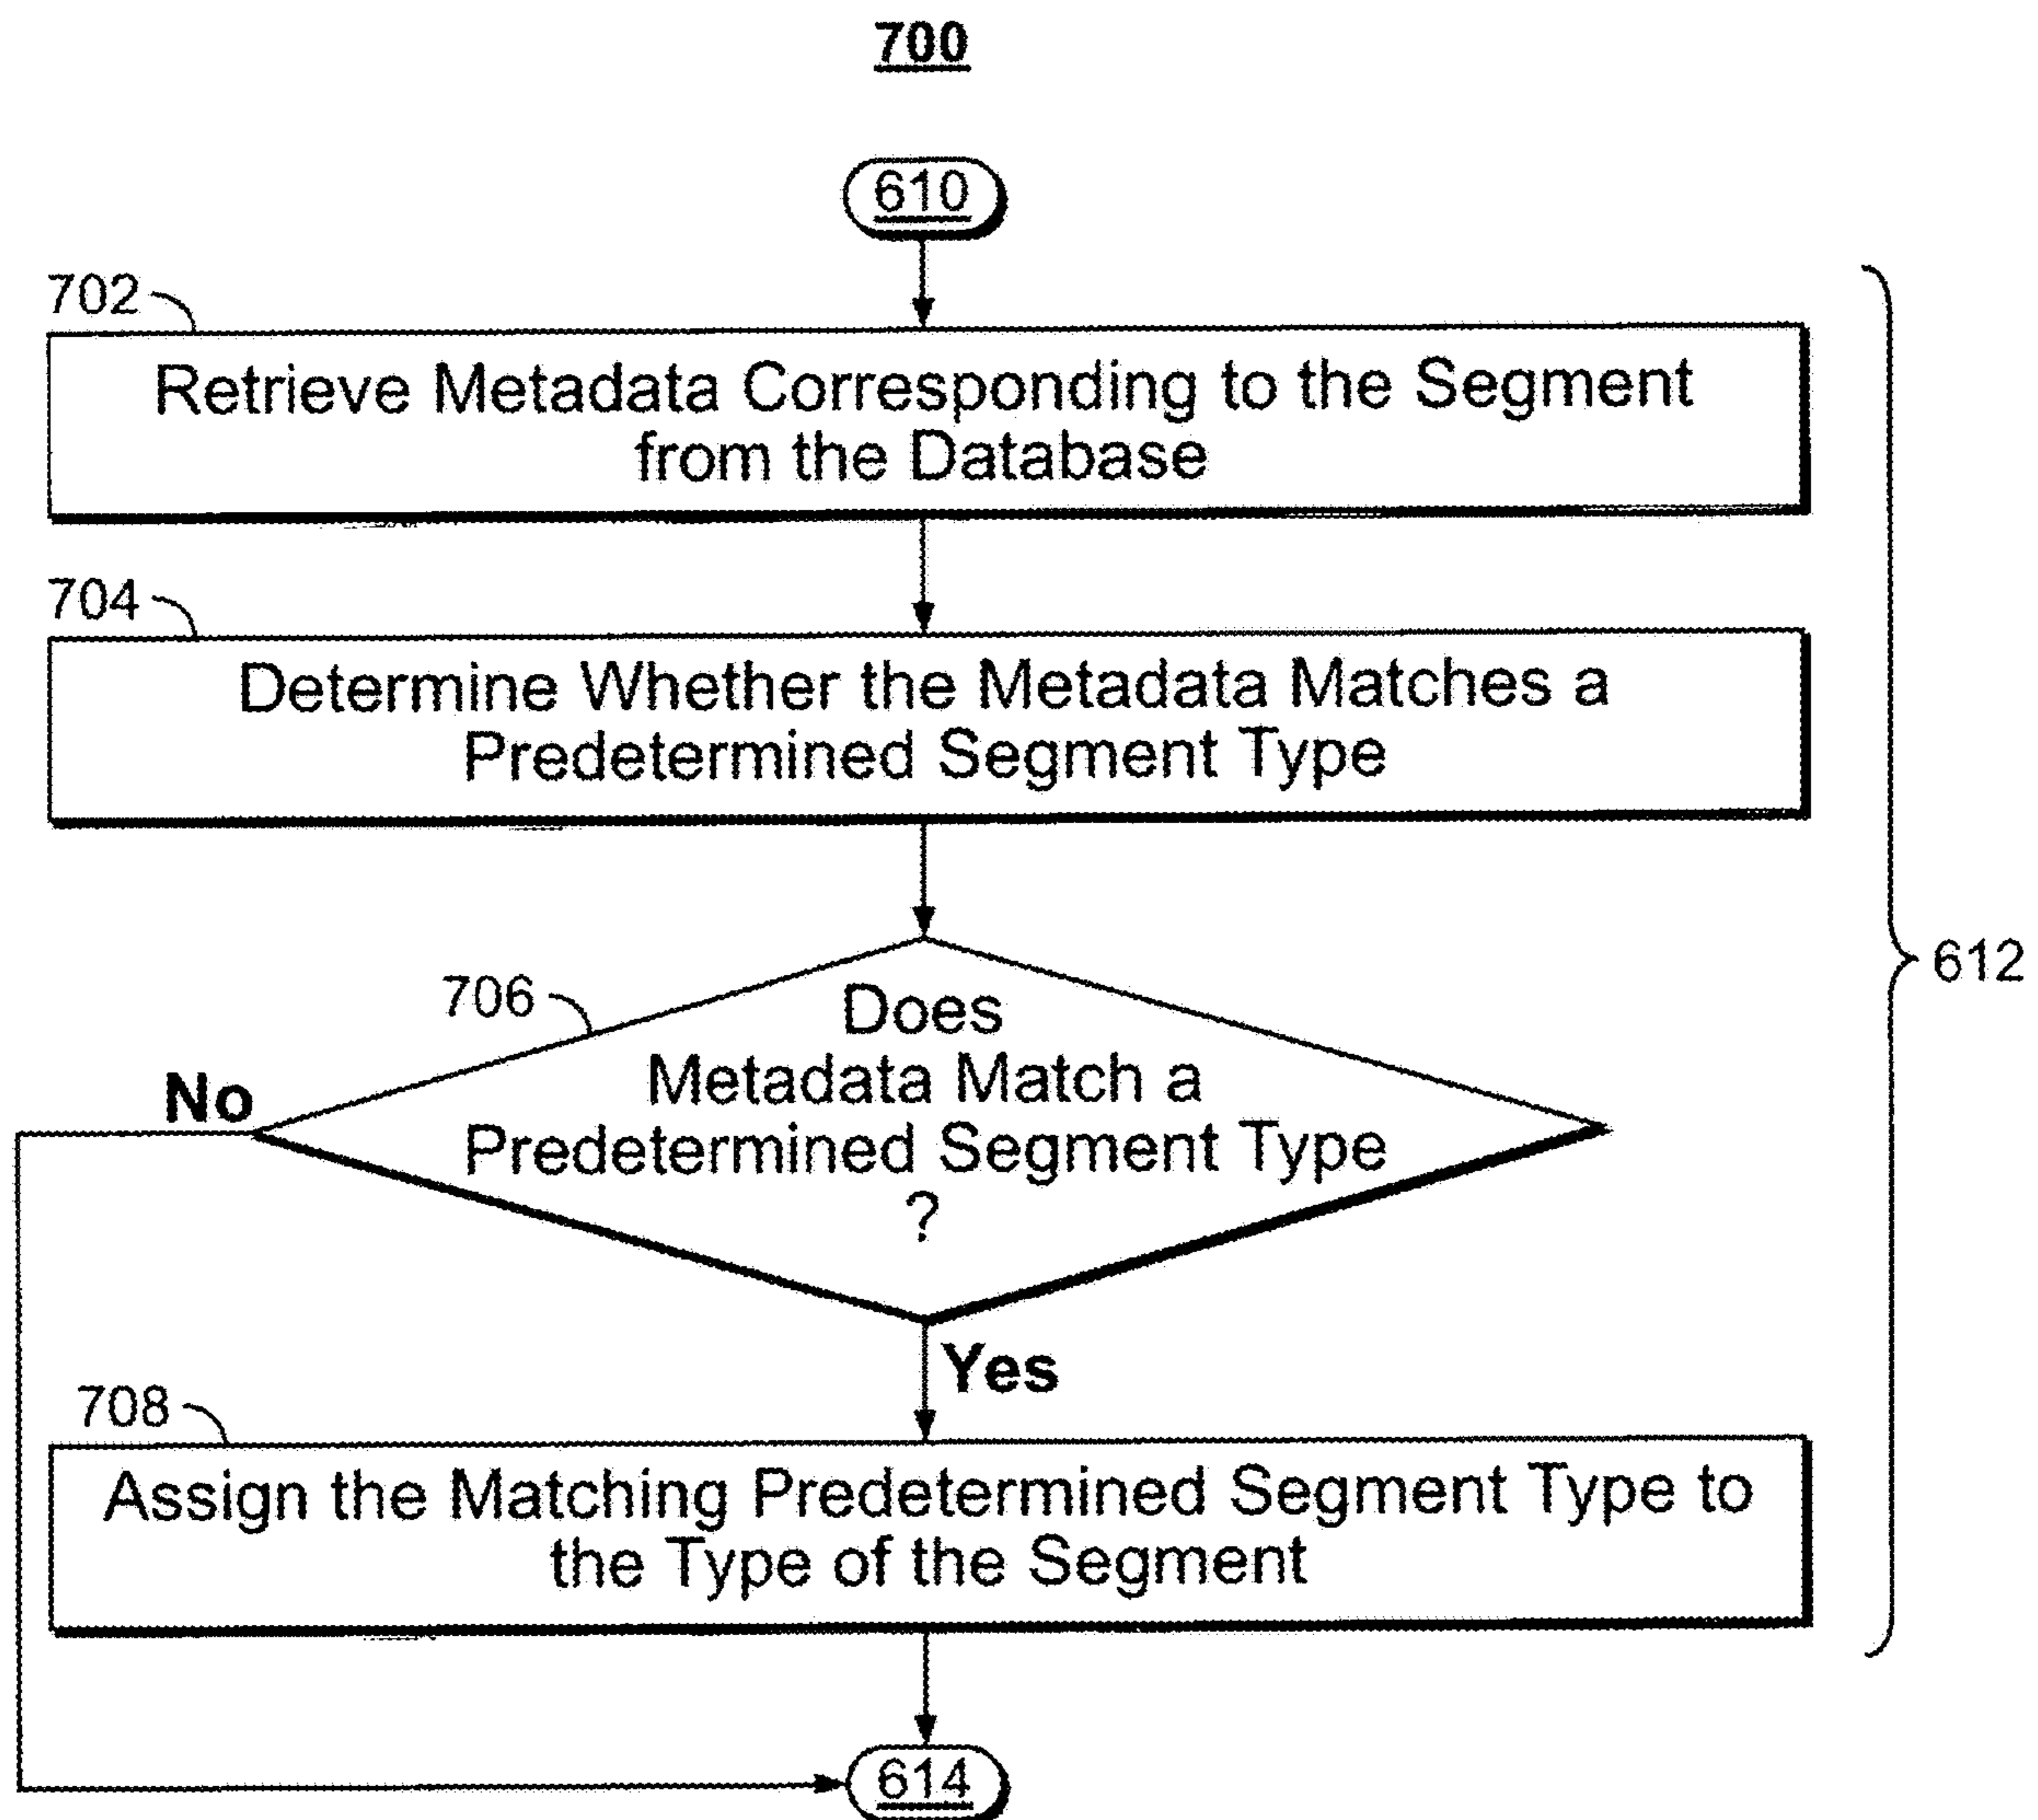 700
610
702
Retrieve Metadata Corresponding to the Segment
from the Database
704
Determine Whether the Metadata Matches a
Predetermined Segment Type
706
Does
Metadata Match a
Predetermined Segment Type
?
No
612
Yes
708
Assign the Matching Predetermined Segment Type to
the Type of the Segment
614